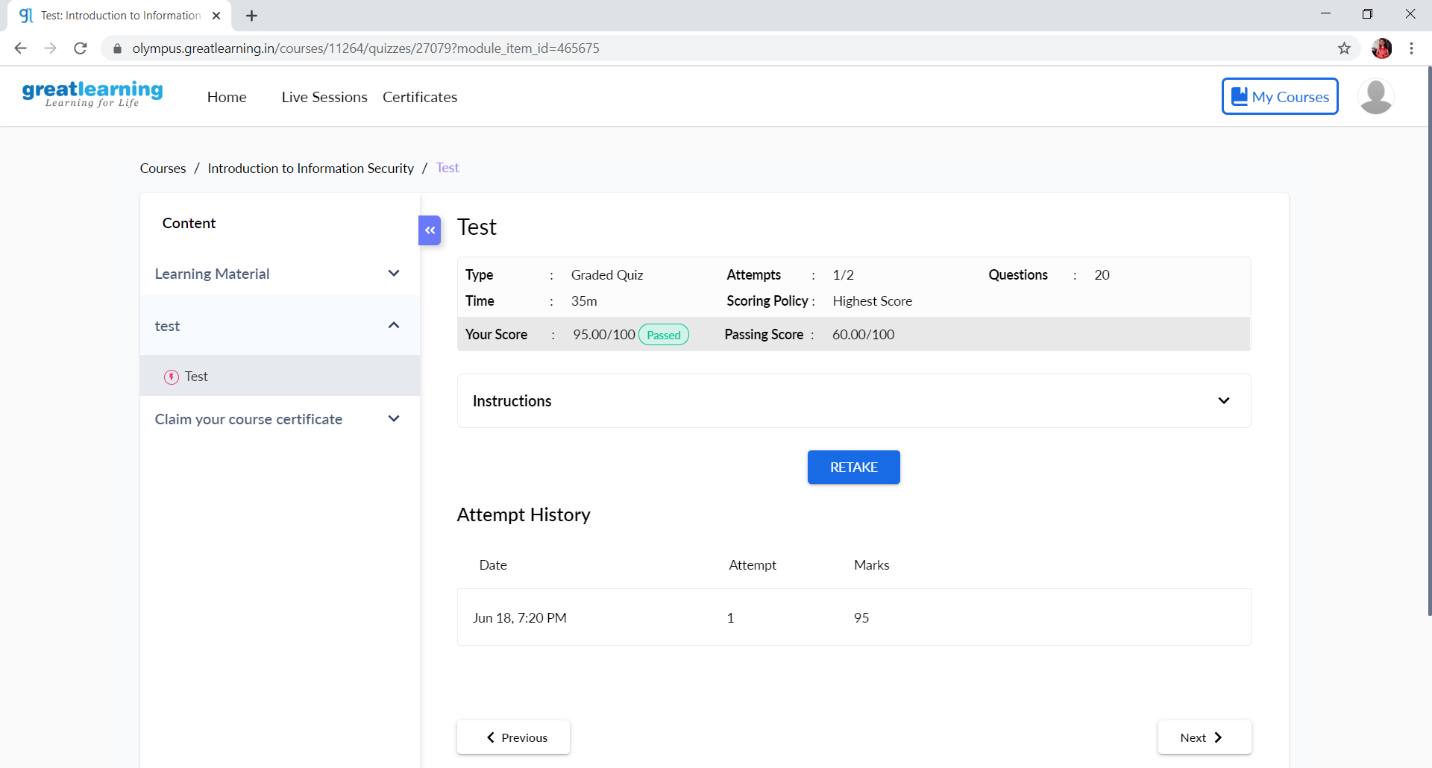 Test: Introduction to Information
olympus.greatlearning.in/courses/11264/quizzes/27079?module_item_id=465675
greatlearning
Learning for Life
Home Live Sessions Certificates My Courses
Courses / Introduction to Information Security / Test
Content
Learning Material
test
Test
Claim your course certificate
Test
Type : Graded Quiz Attempts : 1/2 Questions : 20
Time : 35m Scoring Policy : Highest Score
Your Score : 95.00/100 Passed Passing Score : 60.00/100
Instructions
RETAKE
Attempt History
Date Attempt Marks
Jun 18, 7:20 PM 1 95
Previous Next